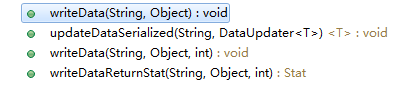 writeData(String, Object) : void
updateDataSerialized(String, DataUpdater<T>) <T> : void
writeData(String, Object, int) : void
writeDataReturnStat(String, Object, int) : Stat